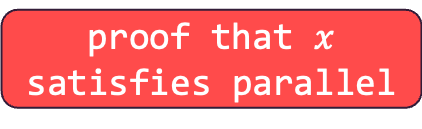 proof that x
satisfies parallel